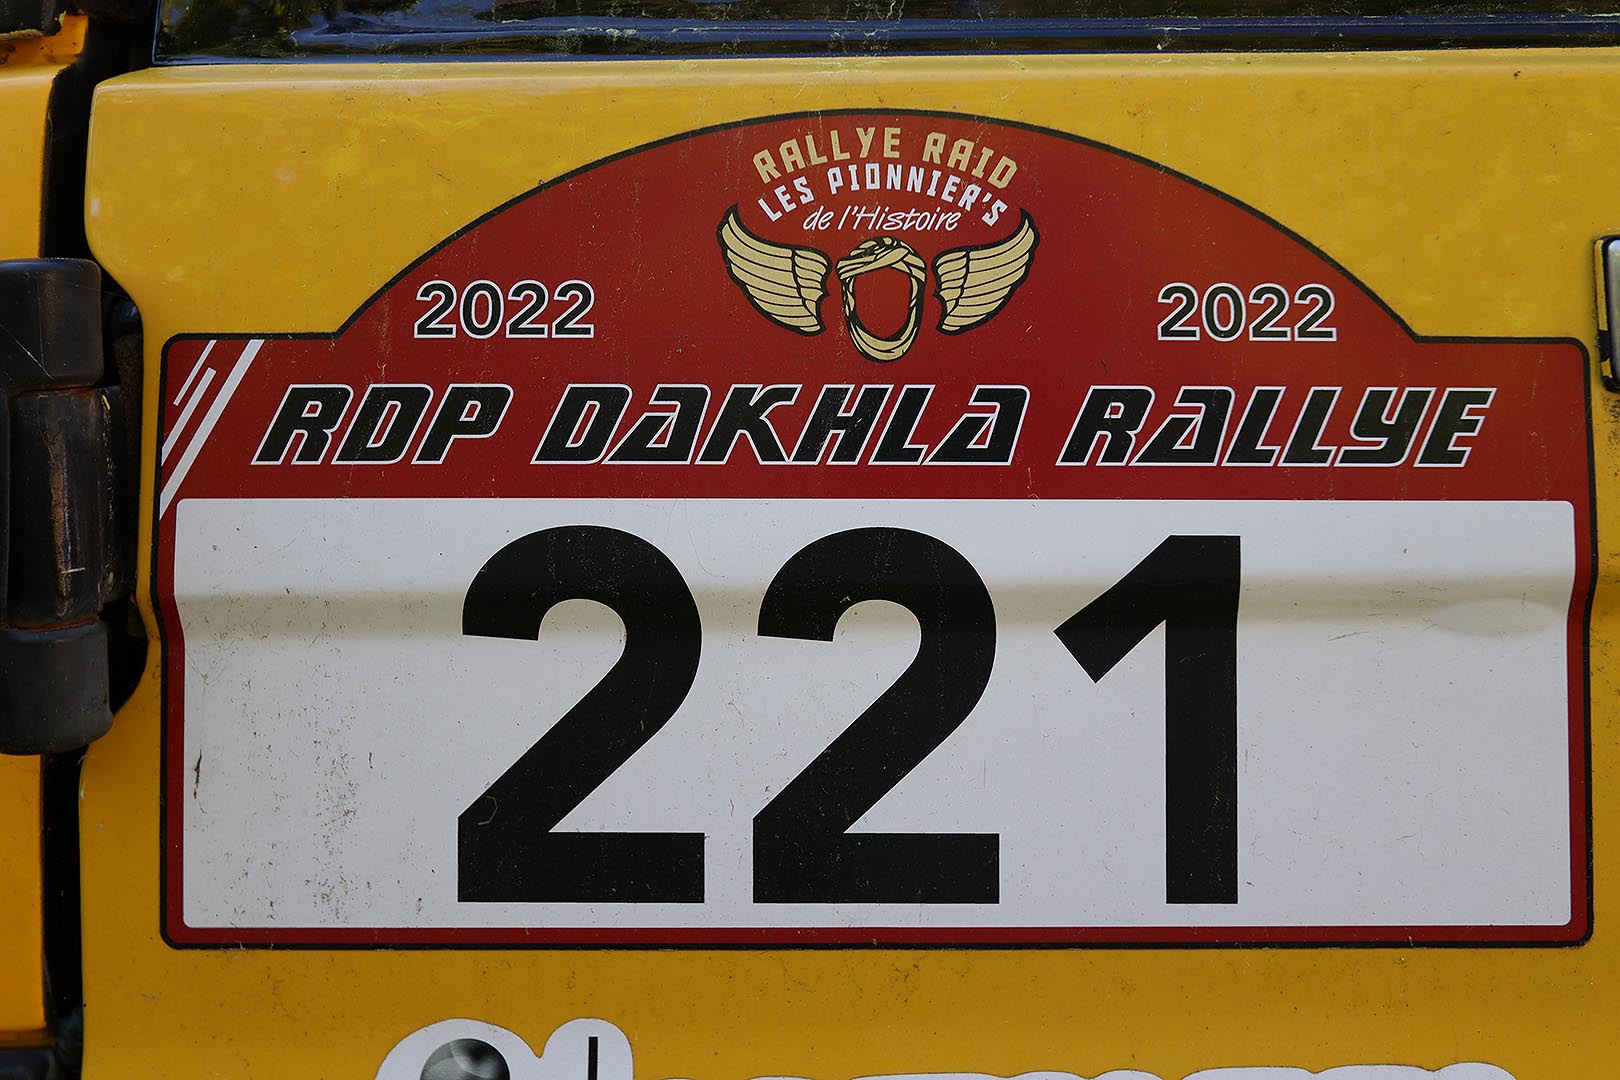 RALLYE RAID
LES PIONNIER'S
de l'Histoire
2022 2022
RDP DAKHLA RALLYE
221